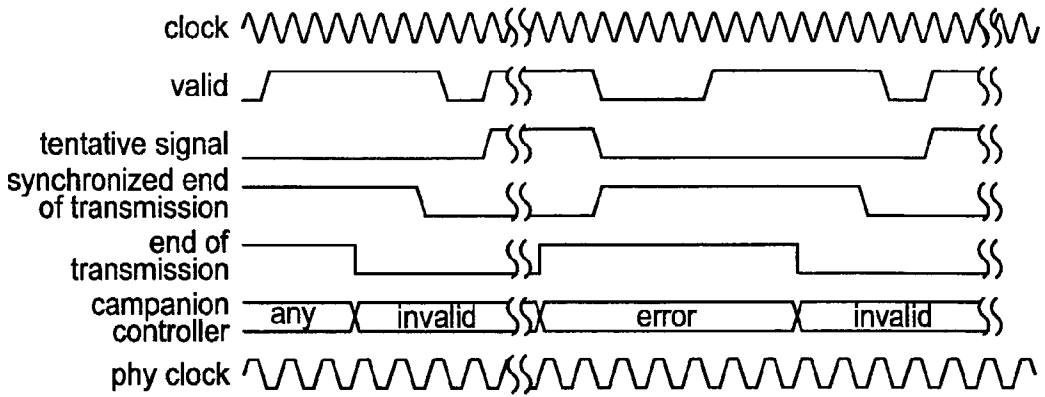 clock
valid
tentative signal
synchronized end
of transmission
end of
transmission
campanion
controller
any
invalid
error
invalid
phy clock